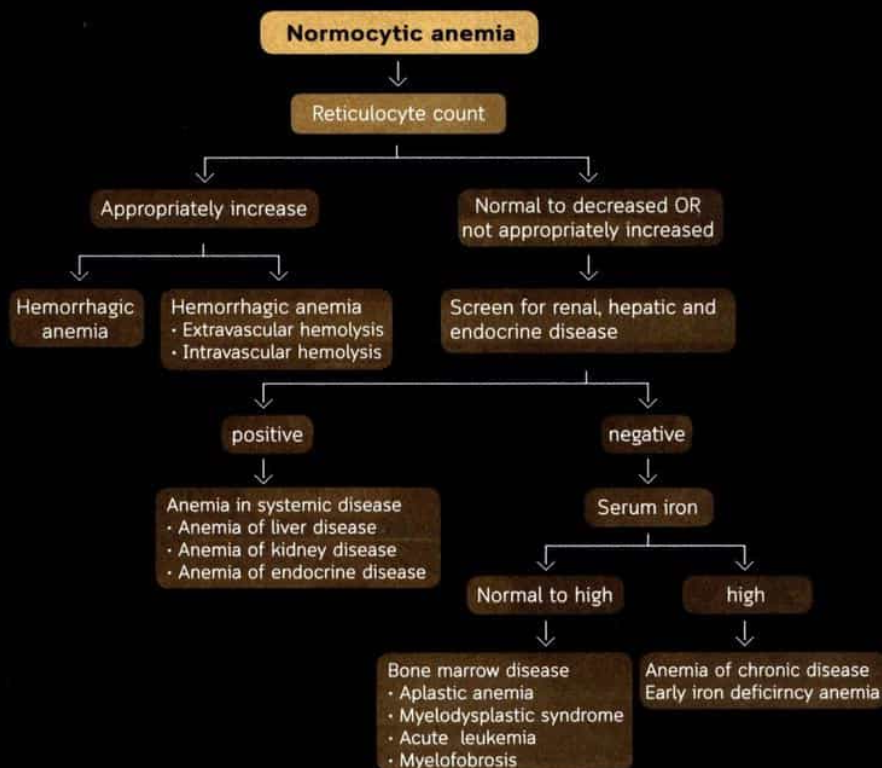 Normocytic anemia
Reticulocyte count
Appropriately increase
Normal to decreased OR
not appropriately increased
Hemorrhagic
anemia
Hemorrhagic anemia
· Extravascular hemolysis
· Intravascular hemolysis
Screen for renal, hepatic and
endocrine disease
positive
negative
Anemia in systemic disease
· Anemia of liver disease
· Anemia of kidney disease
· Anemia of endocrine disease
Serum iron
Normal to high
high
Bone marrow disease
· Aplastic anemia
· Myelodysplastic syndrome
· Acute leukemia
· Myelofobrosis
Anemia of chronic disease
Early iron deficirncy anemia